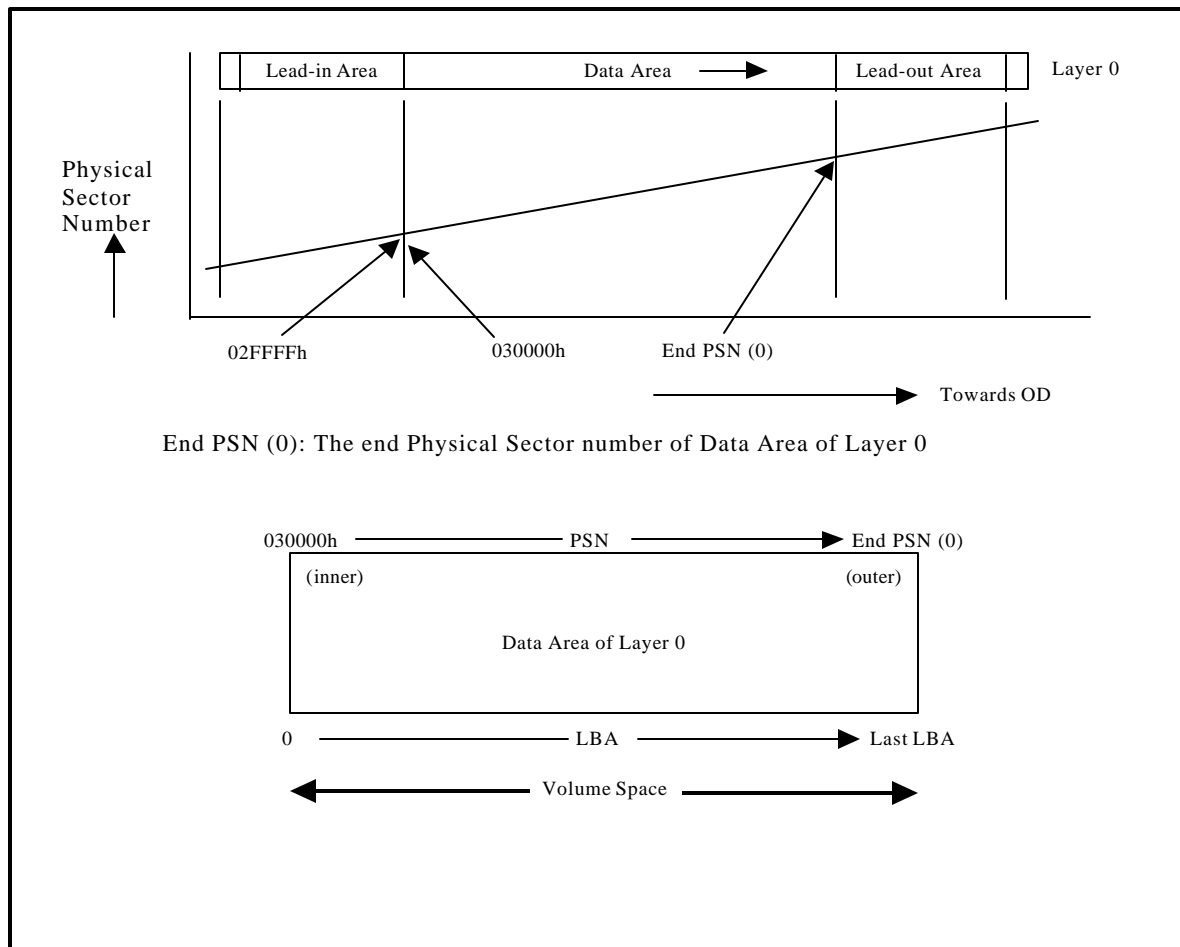 Lead-in Area Data Area Lead-out Area Layer 0
Physical
Sector
Number
02FFFFh 030000h End PSN (0)
Towards OD
End PSN (0): The end Physical Sector number of Data Area of Layer 0
030000h PSN End PSN (0)
(inner) (outer)
Data Area of Layer 0
0 LBA Last LBA
Volume Space